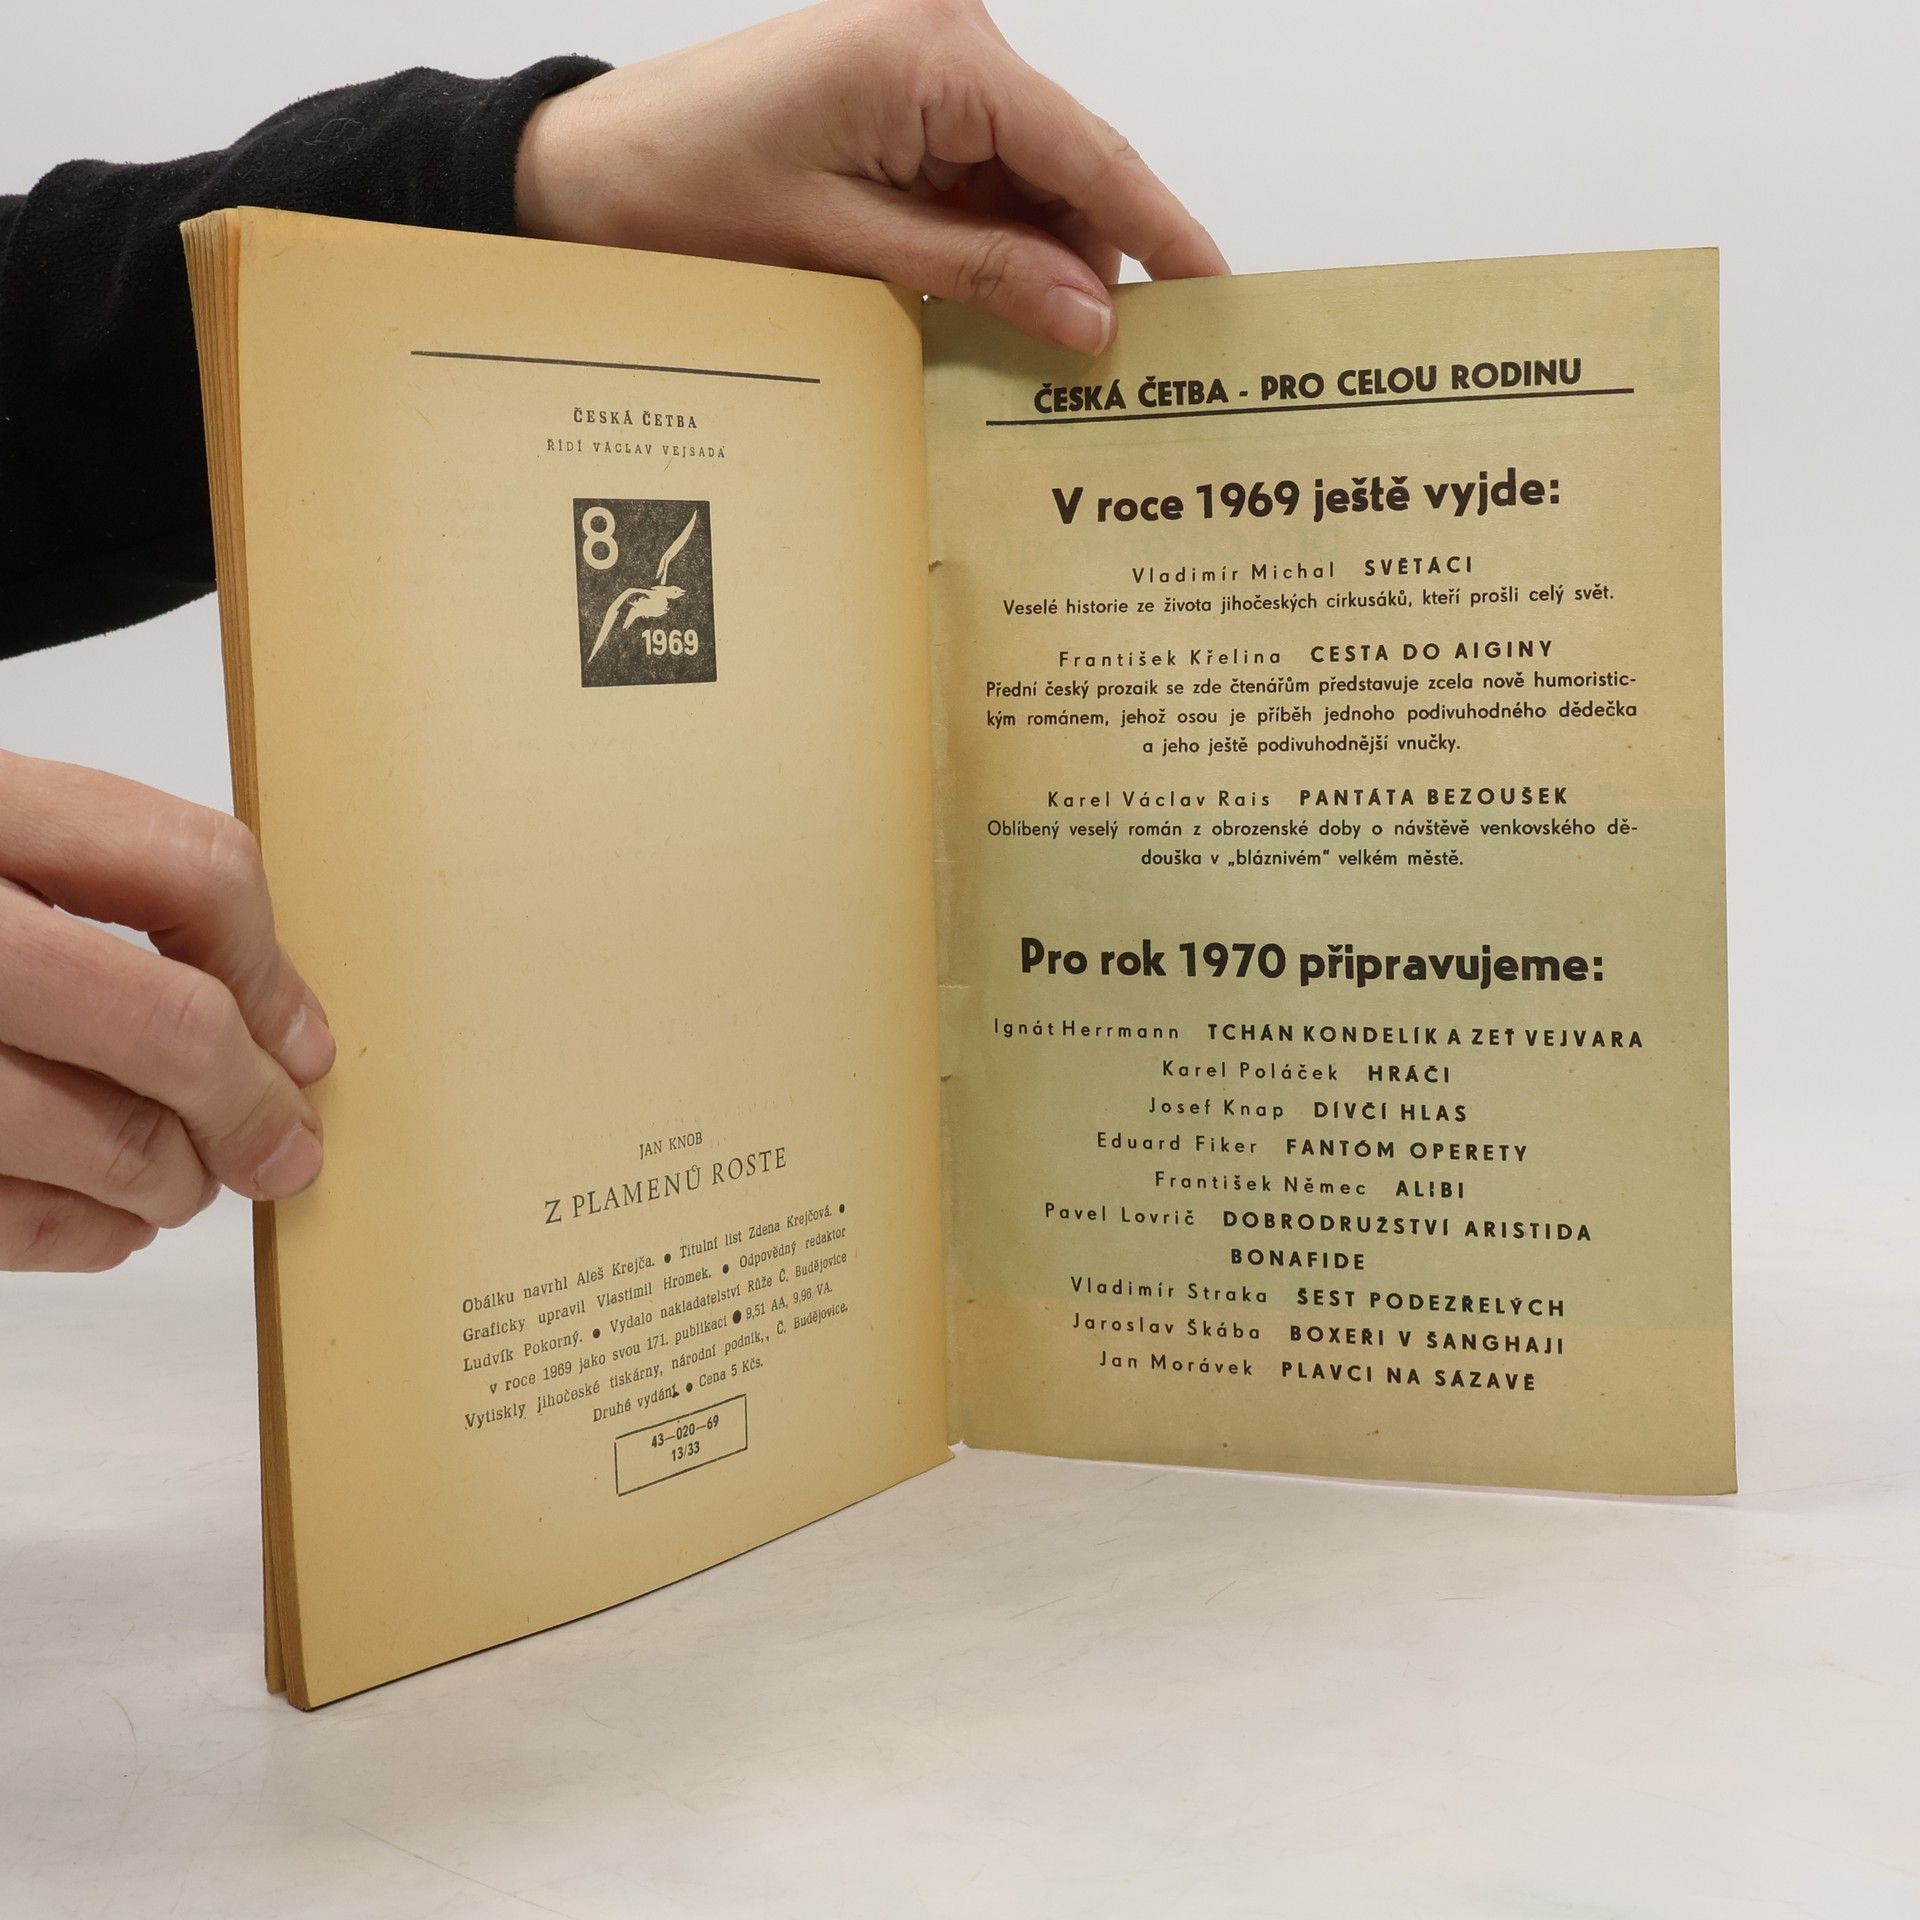 ČESKÁ ČETBA
ŘÍDÍ VÁCLAV VEJSADA
8
1969
JAN KNOB
Z PLAMENŮ ROSTE
Obálku navrhl Aleš Krejča. ● Titulní list Zdena Krejčová. ●
Graficky upravil Vlastimil Hromek. ● Odpovědný redaktor
Ludvík Pokorný. ● Vydalo nakladatelství Růže Č. Budějovice
v roce 1969 jako svou 171. publikaci ● 9,51 AA, 9,96 VA.
Vytiskly Jihočeské tiskárny, národní podnik,, Č. Budějovice.
Druhé vydání. ● Cena 5 Kčs.
43—020—69
13/33
ČESKÁ ČETBA - PRO CELOU RODINU
V roce 1969 ještě vyjde:
Vladimír Michal SVĚTÁCI
Veselé historie ze života jihočeských cirkusáků, kteří prošli celý svět.
František Křelina CESTA DO AIGINY
Přední český prozaik se zde čtenářům představuje zcela nově humoristic-
kým románem, jehož osou je příběh jednoho podivuhodného dědečka
a jeho ještě podivuhodnější vnučky.
Karel Václav Rais PANTÁTA BEZOUŠEK
Oblíbený veselý román z obrozenské doby o návštěvě venkovského dě-
douška v „bláznivém“ velkém městě.
Pro rok 1970 připravujeme:
Ignát Herrmann TCHÁN KONDELÍK A ZEŤ VEJVARA
Karel Poláček HRÁČI
Josef Knap DÍVČÍ HLAS
Eduard Fiker FANTÓM OPERETY
František Němec ALIBI
Pavel Lovrič DOBRODRUŽSTVÍ ARISTIDA
BONAFIDE
Vladimír Straka ŠEST PODEZŘELÝCH
Jaroslav Škába BOXEŘI V ŠANGHAJI
Jan Morávek PLAVCI NA SÁZAVĚ